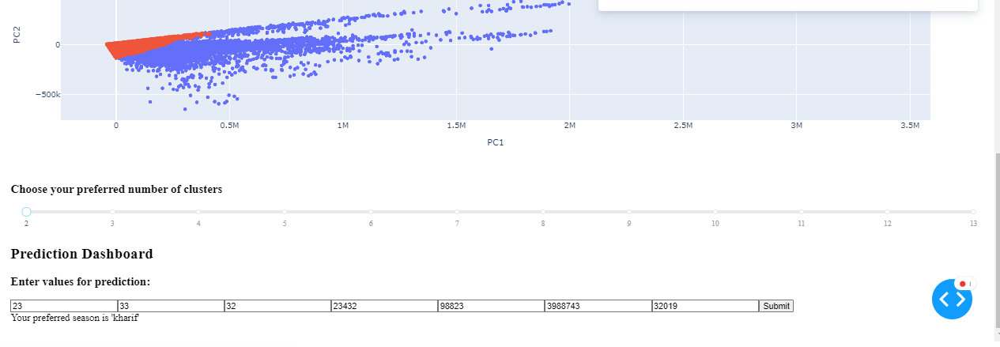 PC2
0
−500k
0 0.5M 1M 1.5M 2M 2.5M 3M 3.5M
PC1
Choose your preferred number of clusters
2 3 4 5 6 7 8 9 10 11 12 13
Prediction Dashboard
Enter values for prediction:
1
23 33 32 23432 98823 3988743 32019 Submit
Your preferred season is 'kharif'